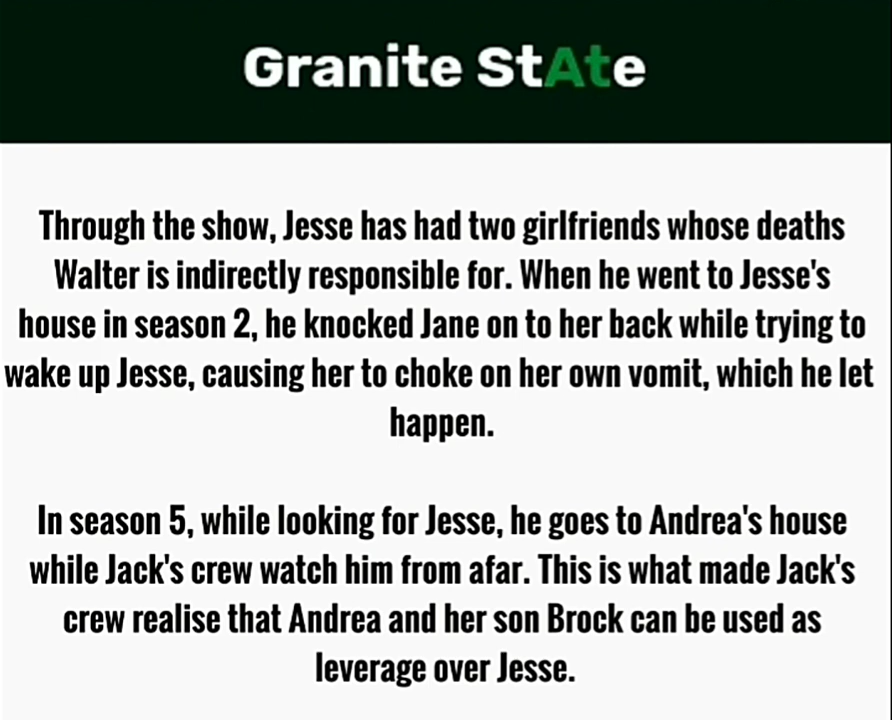 Granite StAte
Through the show, Jesse has had two girlfriends whose deaths
Walter is indirectly responsible for. When he went to Jesse's
house in season 2, he knocked Jane on to her back while trying to
wake up Jesse, causing her to choke on her own vomit, which he let
happen.
In season 5, while looking for Jesse, he goes to Andrea's house
while Jack's crew watch him from afar. This is what made Jack's
crew realise that Andrea and her son Brock can be used as
leverage over Jesse.